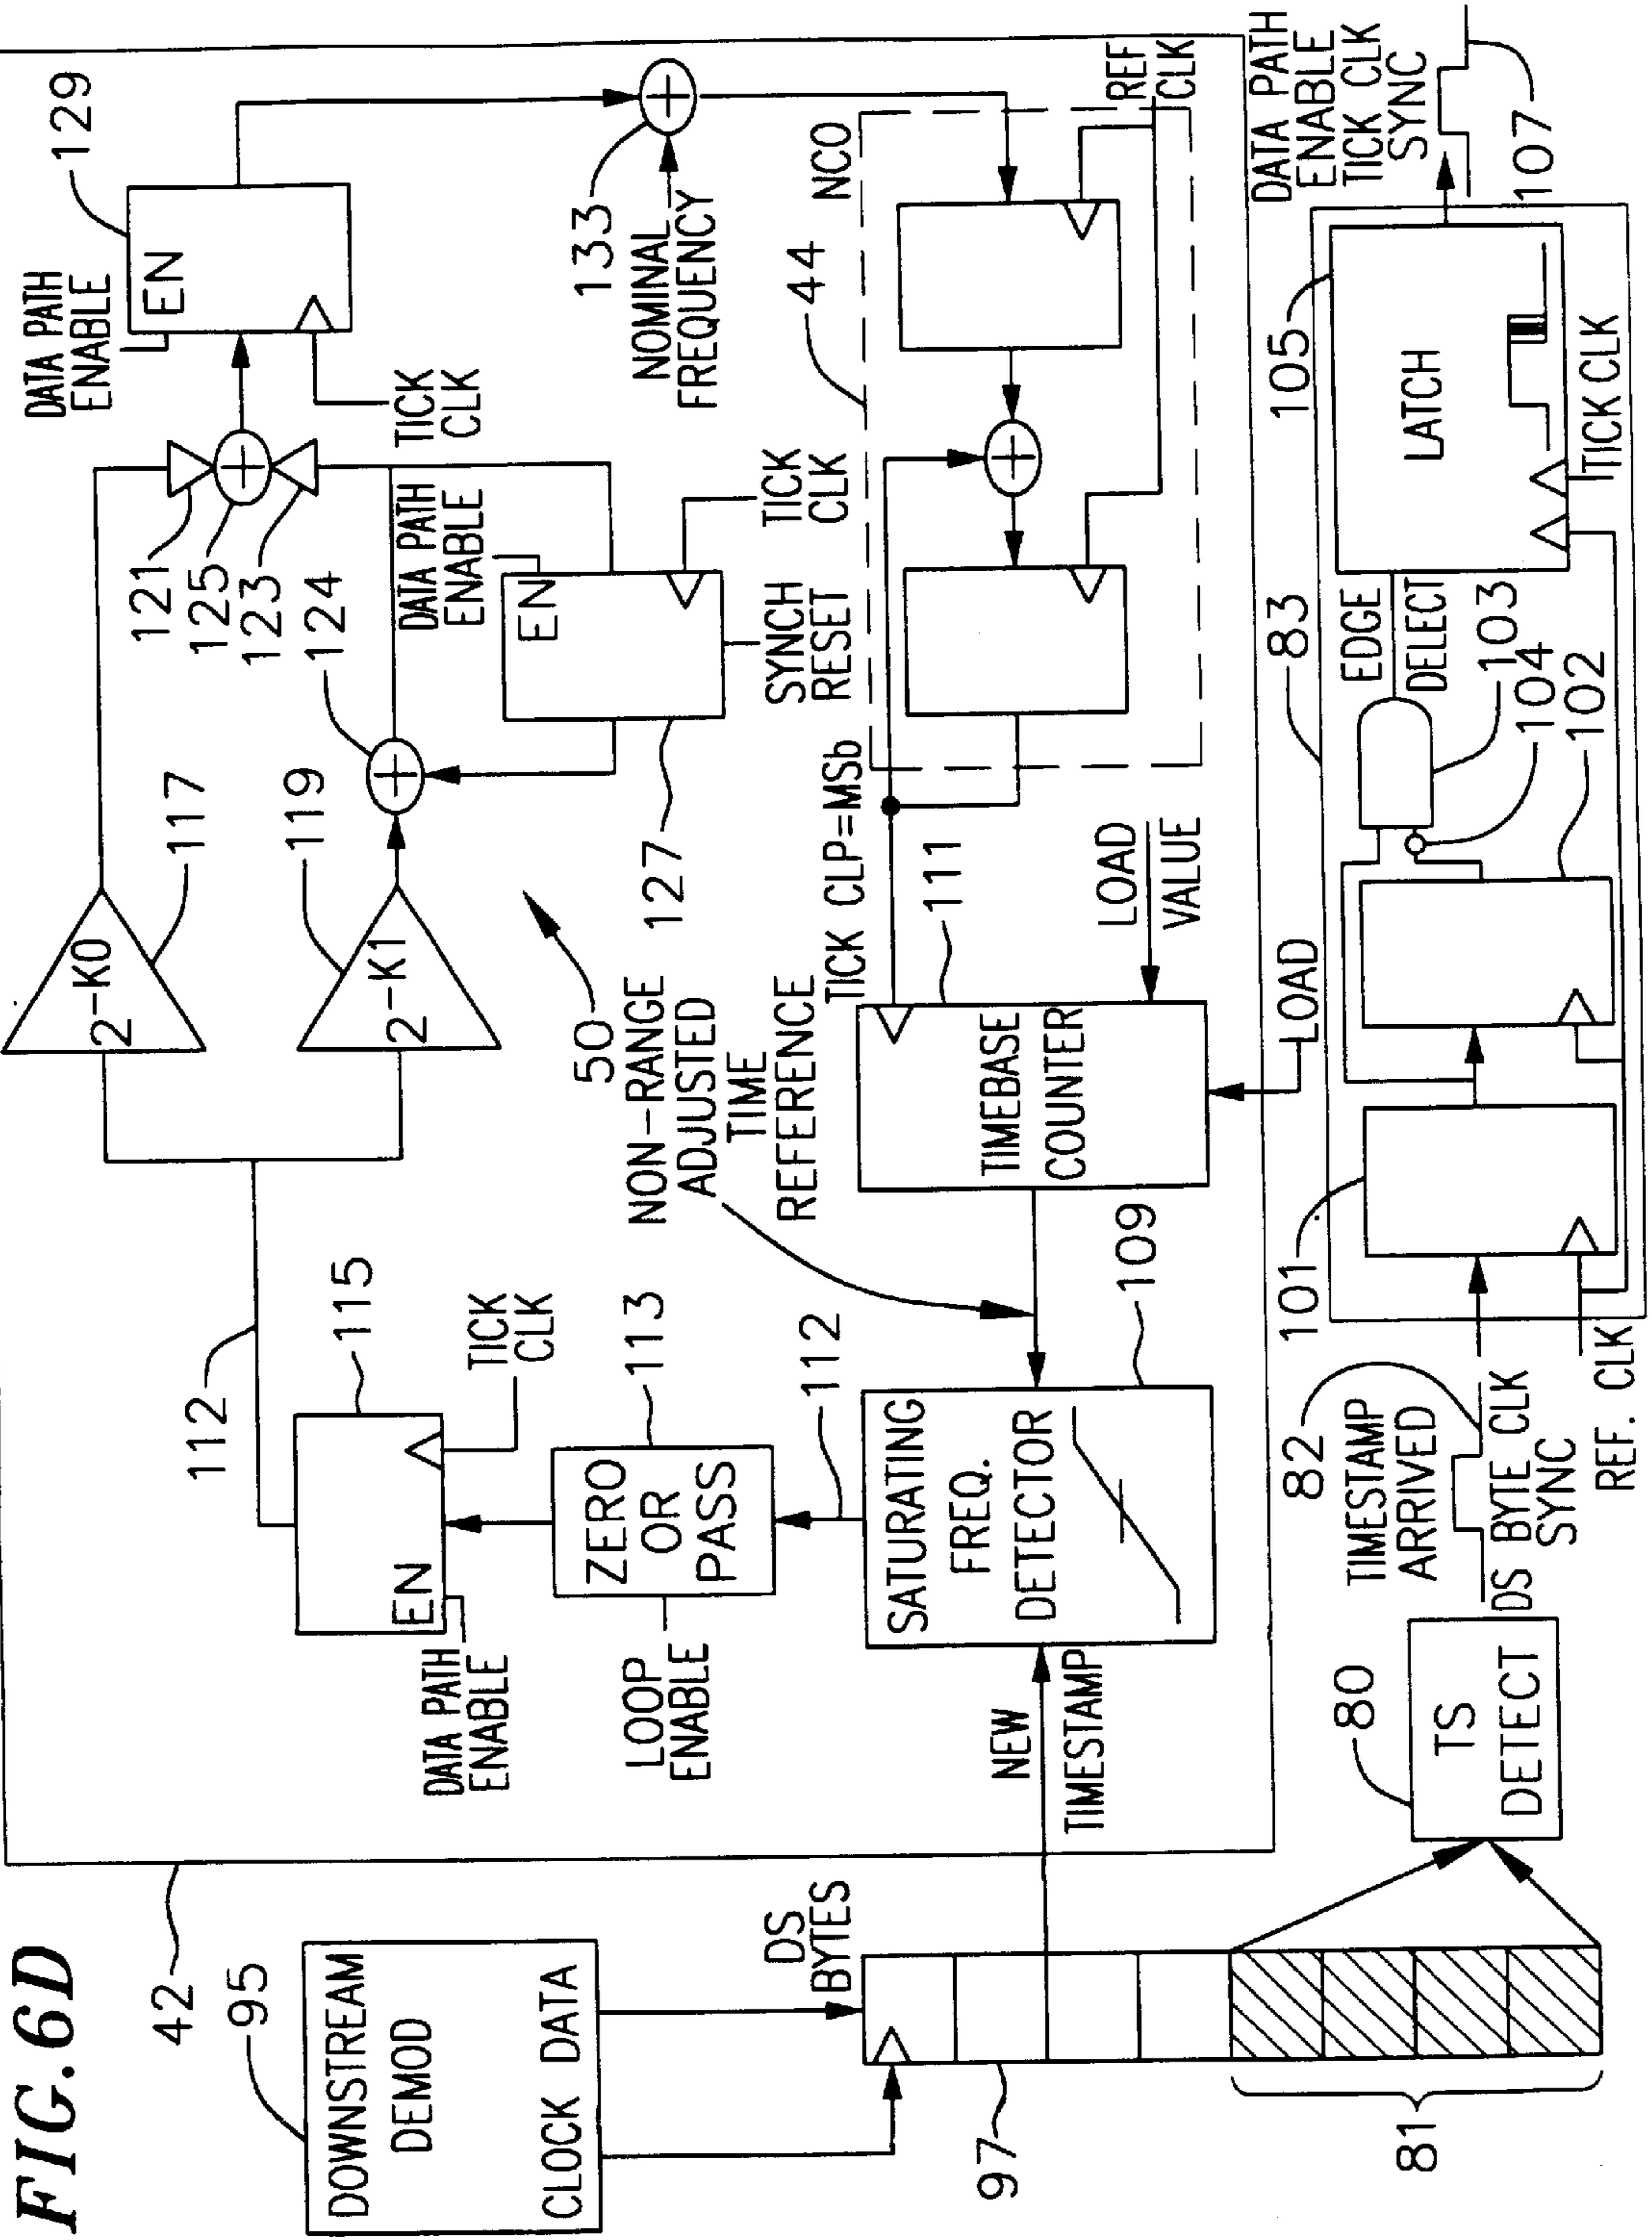 FIG.6D
42
95
DOWNSTREAM
DEMOD
CLOCK DATA
DS
BYTES
97
81
112
115
EN
DATA PATH
ENABLE
TICK
CLK
113
ZERO
OR
PASS
LOOP
ENABLE
112
SATURATING
FREQ.
DETECTOR
109
NEW
TIMESTAMP
80
TS
DETECT
2-K0
117
2-K1
119
50
NON-RANGE
ADJUSTED
TIME
REFERENCE
TICK CLP=MSb
111
TIMEBASE
COUNTER
LOAD
VALUE
LOAD
121
125
123
124
DATA PATH
ENABLE
EN
127
TICK
CLK
SYNCH
RESET
DATA PATH
ENABLE
129
EN
TICK
CLK
133
NOMINAL
FREQUENCY
44
NCO
REF
CLK
82
TIMESTAMP
ARRIVED
DS BYTE CLK
SYNC
REF. CLK
101
83
102
104
103
EDGE
DELECT
105
LATCH
TICK CLK
DATA PATH
ENABLE
TICK CLK
SYNC
107